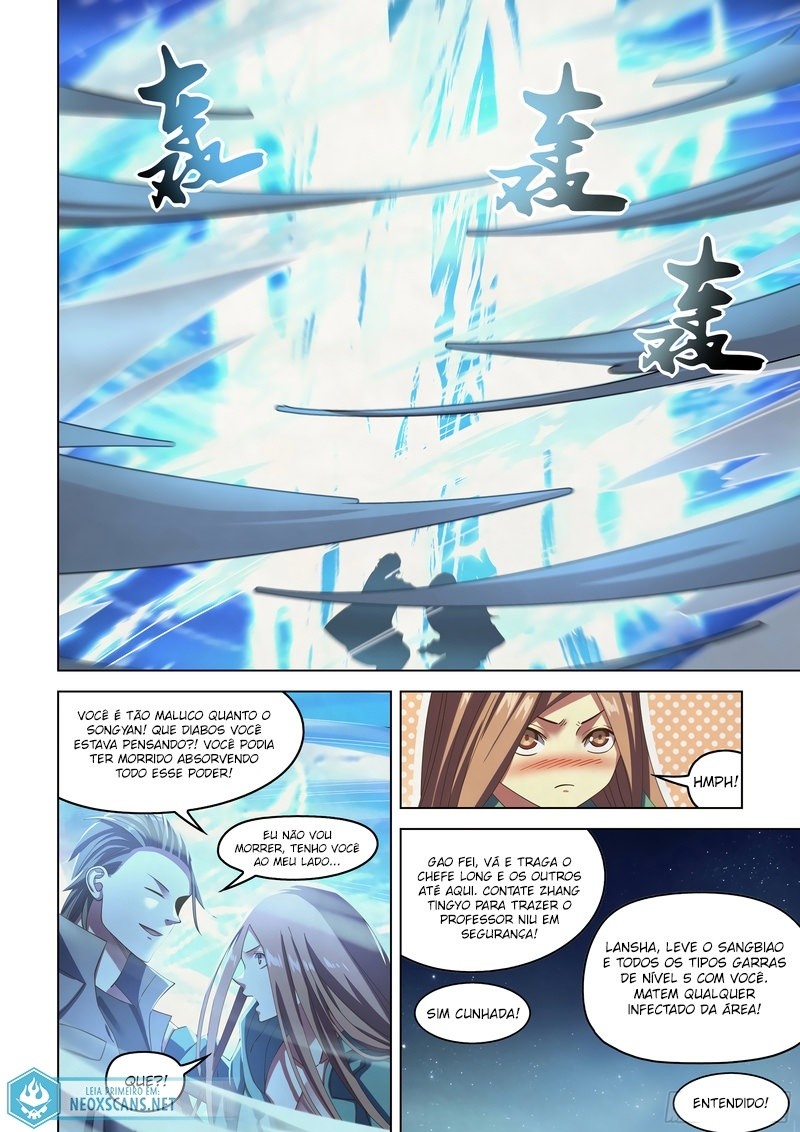 轰
轰
轰
VOCÊ É TÃO MALUCO QUANTO O
SONGYAN! QUE DIABOS VOCÊ
ESTAVA PENSANDO?! VOCÊ PODIA
TER MORRIDO ABSORVENDO
TODO ESSE PODER!
EU NÃO VOU
MORRER, TENHO VOCÊ
AO MEU LADO...
QUE?!
HMPH!
GAO FEI, VÁ E TRAGA O
CHEFE LONG E OS OUTROS
ATÉ AQUI. CONTATE ZHANG
TINGYO PARA TRAZER O
PROFESSOR NIU EM
SEGURANÇA!
LANSHA, LEVE O SANGBIAO
E TODOS OS TIPOS GARRAS
DE NÍVEL 5 COM VOCÊ.
MATEM QUALQUER
INFECTADO DA ÁREA!
SIM CUNHADA!
ENTENDIDO!
LEIA PRIMEIRO EM:
NEOXSCANS.NET